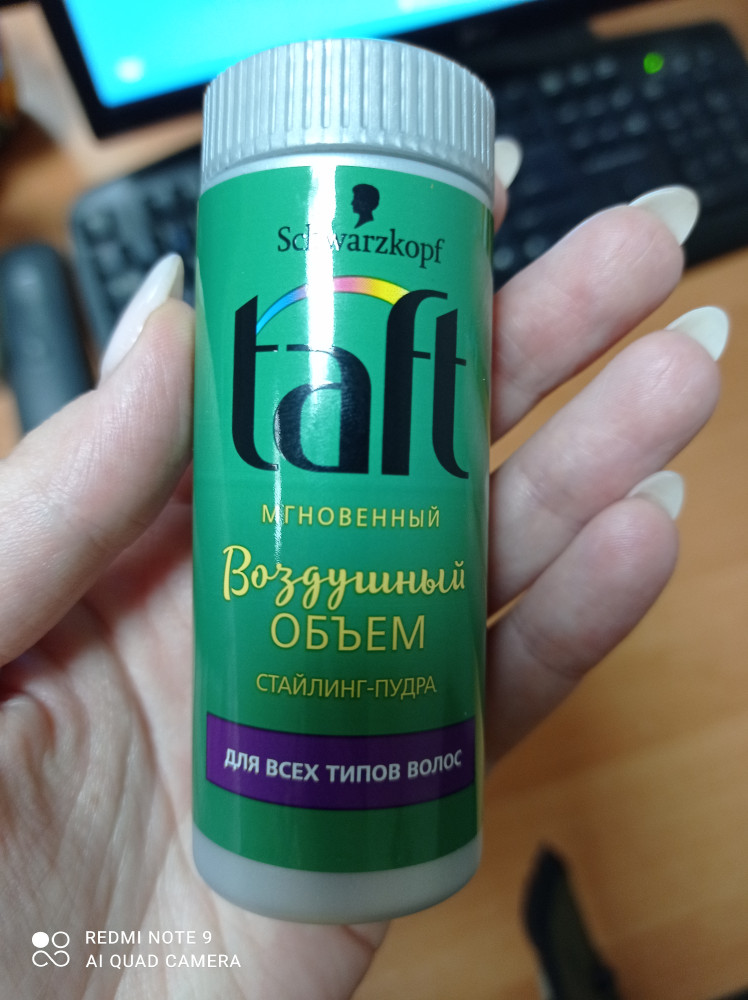 Schwarzkopf
taft
МГНОВЕННЫЙ
Воздушный
ОБЪЕМ
СТАЙЛИНГ-ПУДРА
ДЛЯ ВСЕХ ТИПОВ ВОЛОС
REDMI NOTE 9
AI QUAD CAMERA